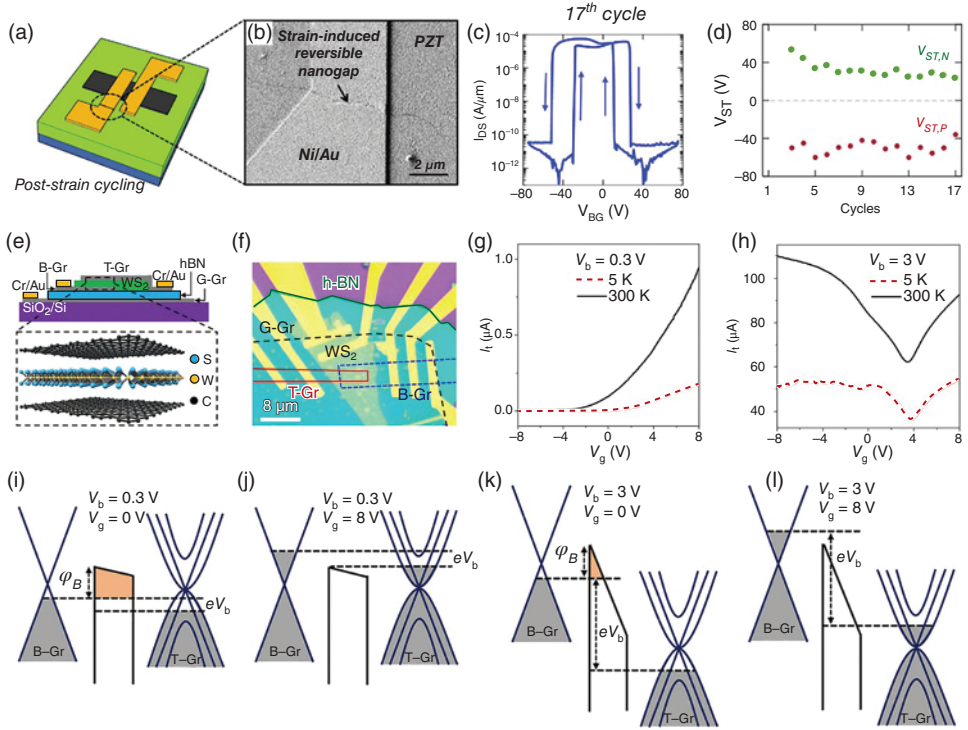 (a)
Post-strain cycling
(b)
Strain-induced
reversible
nanogap
PZT
Ni/Au
2 μm
17th cycle
(c)
I_DS (A/μm)
10⁻⁴
10⁻⁶
10⁻⁸
10⁻¹⁰
10⁻¹²
−80 −40 0 40 80
V_BG (V)
(d)
V_ST (V)
80
40
0
−40
−80
V_ST,N
V_ST,P
1 5 9 13 17
Cycles
(e)
T-Gr
B-Gr
hBN
Cr/Au
WS₂
Cr/Au
G-Gr
SiO₂/Si
S
W
C
(f)
h-BN
G-Gr
WS₂
T-Gr
B-Gr
8 μm
(g)
V_b = 0.3 V
5 K
300 K
I_t (μA)
1.0
0.5
0.0
−8 −4 0 4 8
V_g (V)
(h)
V_b = 3 V
5 K
300 K
I_t (μA)
100
80
60
40
−8 −4 0 4 8
V_g (V)
(i)
V_b = 0.3 V
V_g = 0 V
φ_B
eV_b
B–Gr
T–Gr
(j)
V_b = 0.3 V
V_g = 8 V
eV_b
B–Gr
T–Gr
(k)
V_b = 3 V
V_g = 0 V
φ_B
eV_b
B–Gr
T–Gr
(l)
V_b = 3 V
V_g = 8 V
eV_b
B–Gr
T–Gr